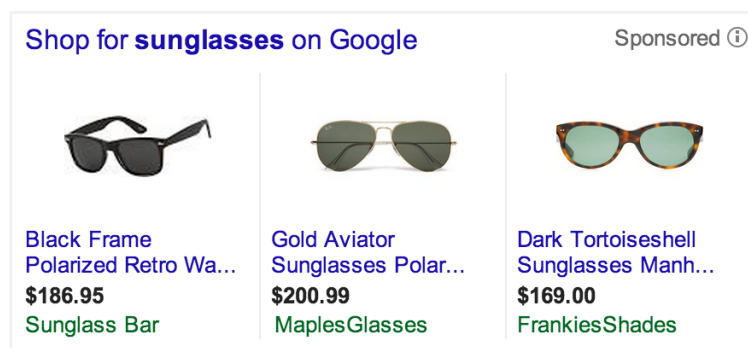 Shop for sunglasses on Google
Sponsored
Black Frame
Polarized Retro Wa...
$186.95
Sunglass Bar
Gold Aviator
Sunglasses Polar...
$200.99
MaplesGlasses
Dark Tortoiseshell
Sunglasses Manh...
$169.00
FrankiesShades